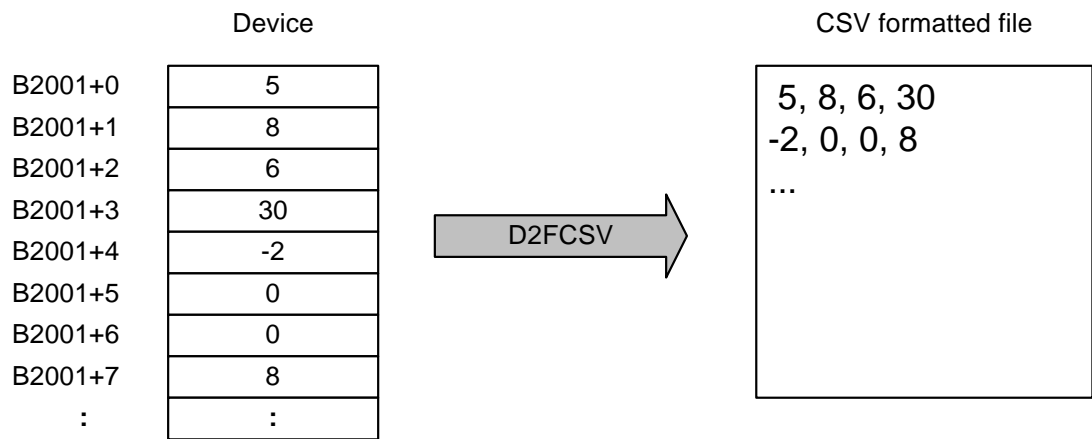 Device
CSV formatted file
B2001+0 5
B2001+1 8
B2001+2 6
B2001+3 30
B2001+4 -2
B2001+5 0
B2001+6 0
B2001+7 8
: :
D2FCSV
5, 8, 6, 30
-2, 0, 0, 8
...